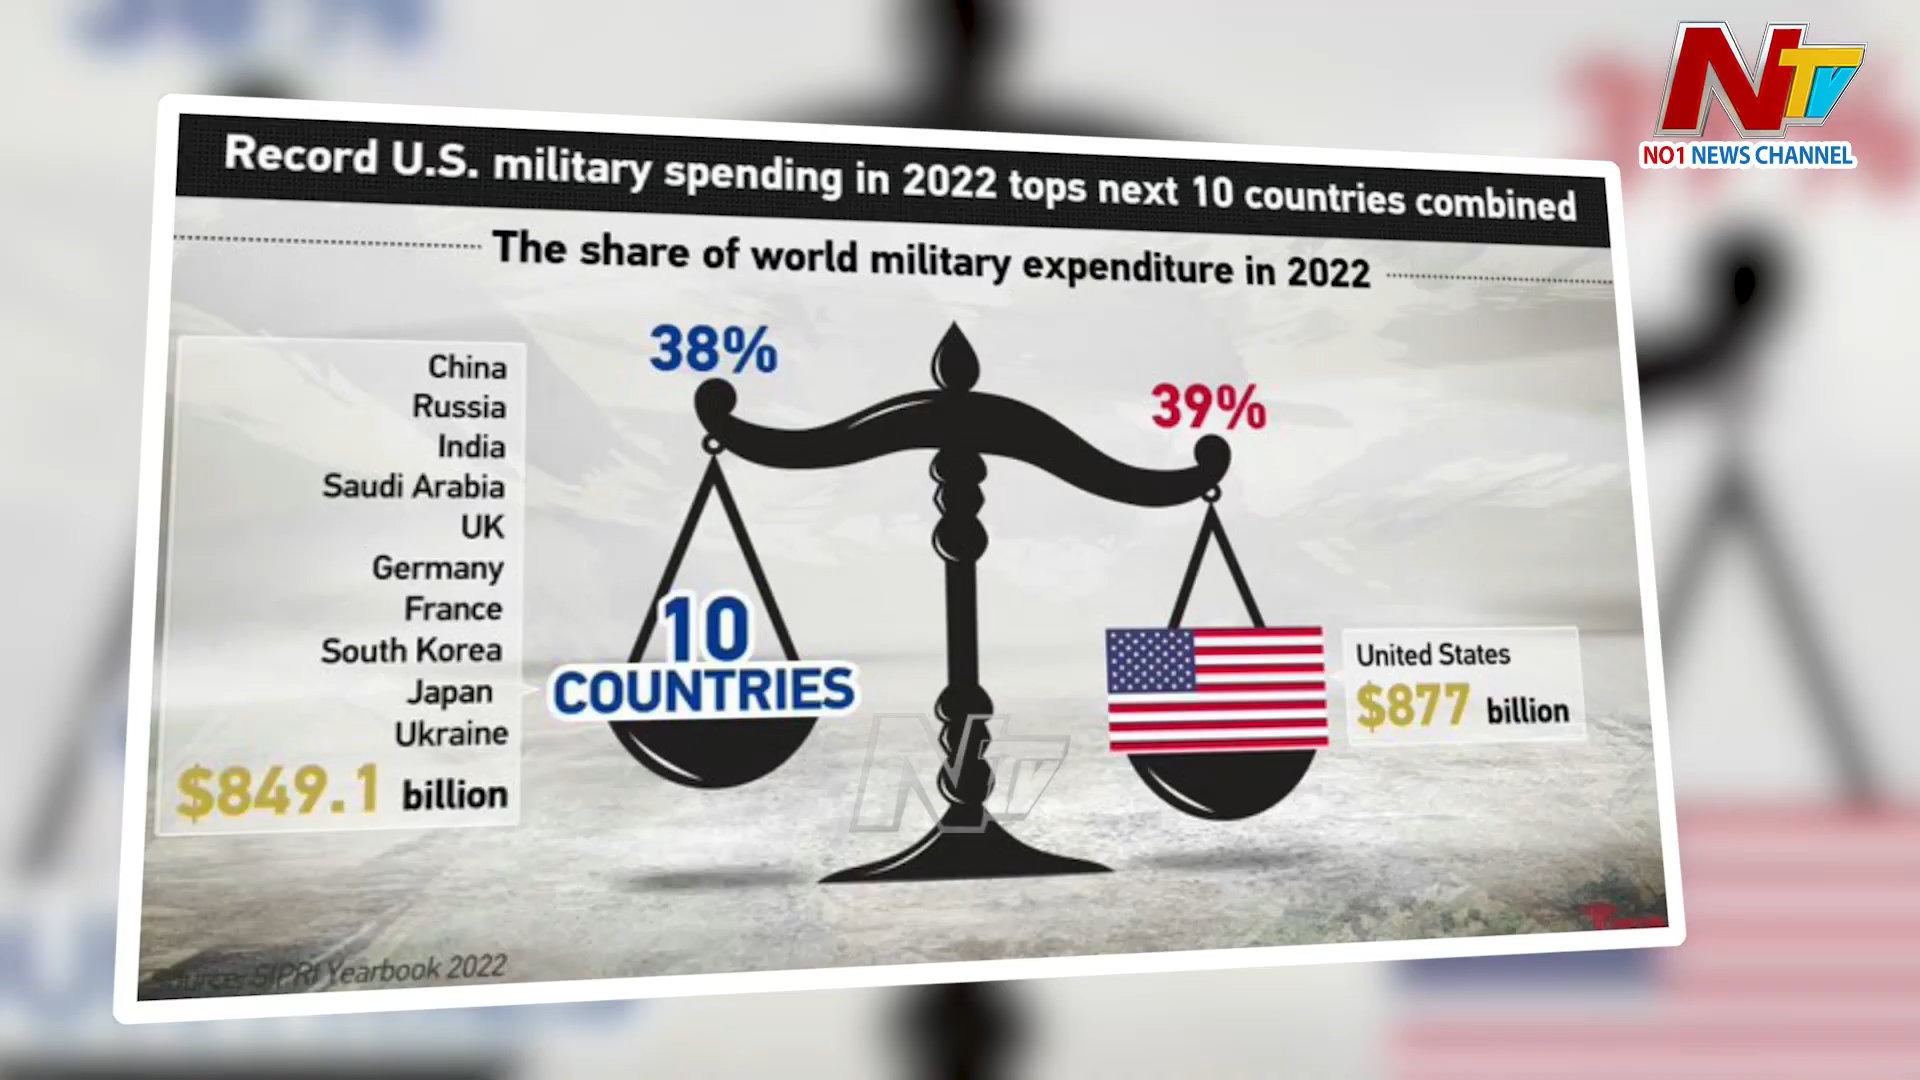 NTV
NO1 NEWS CHANNEL
Record U.S. military spending in 2022 tops next 10 countries combined
The share of world military expenditure in 2022
38%
39%
China
Russia
India
Saudi Arabia
UK
Germany
France
South Korea
Japan
Ukraine
$849.1 billion
10
COUNTRIES
United States
$877 billion
NTV
SIPRI Yearbook 2022